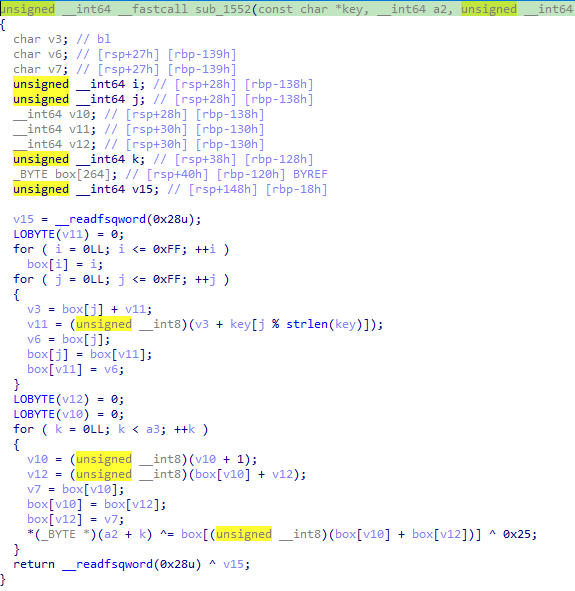 unsigned __int64 __fastcall sub_1552(const char *key, __int64 a2, unsigned __int64
{
char v3; // bl
char v6; // [rsp+27h] [rbp-139h]
char v7; // [rsp+27h] [rbp-139h]
unsigned __int64 i; // [rsp+28h] [rbp-138h]
unsigned __int64 j; // [rsp+28h] [rbp-138h]
__int64 v10; // [rsp+28h] [rbp-138h]
__int64 v11; // [rsp+30h] [rbp-130h]
__int64 v12; // [rsp+30h] [rbp-130h]
unsigned __int64 k; // [rsp+38h] [rbp-128h]
_BYTE box[264]; // [rsp+40h] [rbp-120h] BYREF
unsigned __int64 v15; // [rsp+148h] [rbp-18h]
v15 = __readfsqword(0x28u);
LOBYTE(v11) = 0;
for ( i = 0LL; i <= 0xFF; ++i )
box[i] = i;
for ( j = 0LL; j <= 0xFF; ++j )
{
v3 = box[j] + v11;
v11 = (unsigned __int8)(v3 + key[j % strlen(key)]);
v6 = box[j];
box[j] = box[v11];
box[v11] = v6;
}
LOBYTE(v12) = 0;
LOBYTE(v10) = 0;
for ( k = 0LL; k < a3; ++k )
{
v10 = (unsigned __int8)(v10 + 1);
v12 = (unsigned __int8)(box[v10] + v12);
v7 = box[v10];
box[v10] = box[v12];
box[v12] = v7;
*(_BYTE *)(a2 + k) ^= box[(unsigned __int8)(box[v10] + box[v12])] ^ 0x25;
}
return __readfsqword(0x28u) ^ v15;
}